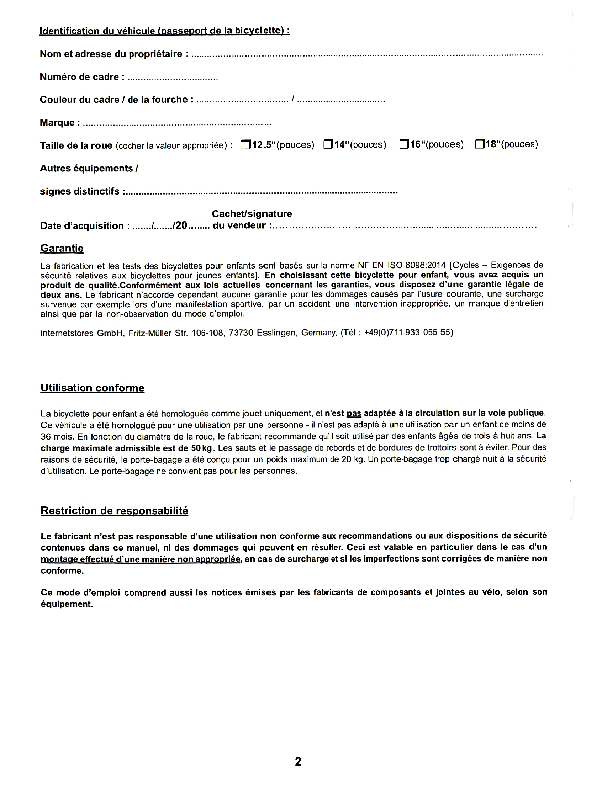 Identification du véhicule (passeport de la bicyclette) :
Nom et adresse du propriétaire : ........................................................................................................................
Numéro de cadre : ..................................
Couleur du cadre / de la fourche : .................................. / .................................
Marque : ......................................................................
Taille de la roue (cocher la valeur appropriée) : ☐12.5"(pouces) ☐14"(pouces) ☐16"(pouces) ☐18"(pouces)
Autres équipements /
signes distinctifs :......................................................................................................
Cachet/signature
Date d'acquisition : ......./......./20........ du vendeur :....................................................................................
Garantie
La fabrication et les tests des bicyclettes pour enfants sont basés sur la norme NF EN ISO 8098:2014 [Cycles – Exigences de
sécurité relatives aux bicyclettes pour jeunes enfants]. En choisissant cette bicyclette pour enfant, vous avez acquis un
produit de qualité.Conformément aux lois actuelles concernant les garanties, vous disposez d'une garantie légale de
deux ans. Le fabricant n'accorde cependant aucune garantie pour les dommages causés par l'usure courante, une surcharge
survenue par exemple lors d'une manifestation sportive, par un accident une intervention inappropriée, un manque d'entretien
ainsi que par la non-observation du mode d'emploi.
Internetstores GmbH, Fritz-Müller Str. 106-108, 73730 Esslingen, Germany, (Tél : +49(0)711-933 055 55)
Utilisation conforme
La bicyclette pour enfant a été homologuée comme jouet uniquement, et n'est pas adaptée à la circulation sur la voie publique.
Ce véhicule a été homologué pour une utilisation par une personne - il n'est pas adapté à une utilisation par un enfant de moins de
36 mois. En fonction du diamètre de la roue, le fabricant recommande qu'il soit utilisé par des enfants âgés de trois à huit ans. La
charge maximale admissible est de 50kg. Les sauts et le passage de rebords et de bordures de trottoirs sont à éviter. Pour des
raisons de sécurité, le porte-bagage a été conçu pour un poids maximum de 20 kg. Un porte-bagage trop chargé nuit à la sécurité
d'utilisation. Le porte-bagage ne convient pas pour les personnes.
Restriction de responsabilité
Le fabricant n'est pas responsable d'une utilisation non conforme aux recommandations ou aux dispositions de sécurité
contenues dans ce manuel, ni des dommages qui peuvent en résulter. Ceci est valable en particulier dans le cas d'un
montage effectué d'une manière non appropriée, en cas de surcharge et si les imperfections sont corrigées de manière non
conforme.
Ce mode d'emploi comprend aussi les notices émises par les fabricants de composants et jointes au vélo, selon son
équipement.
2